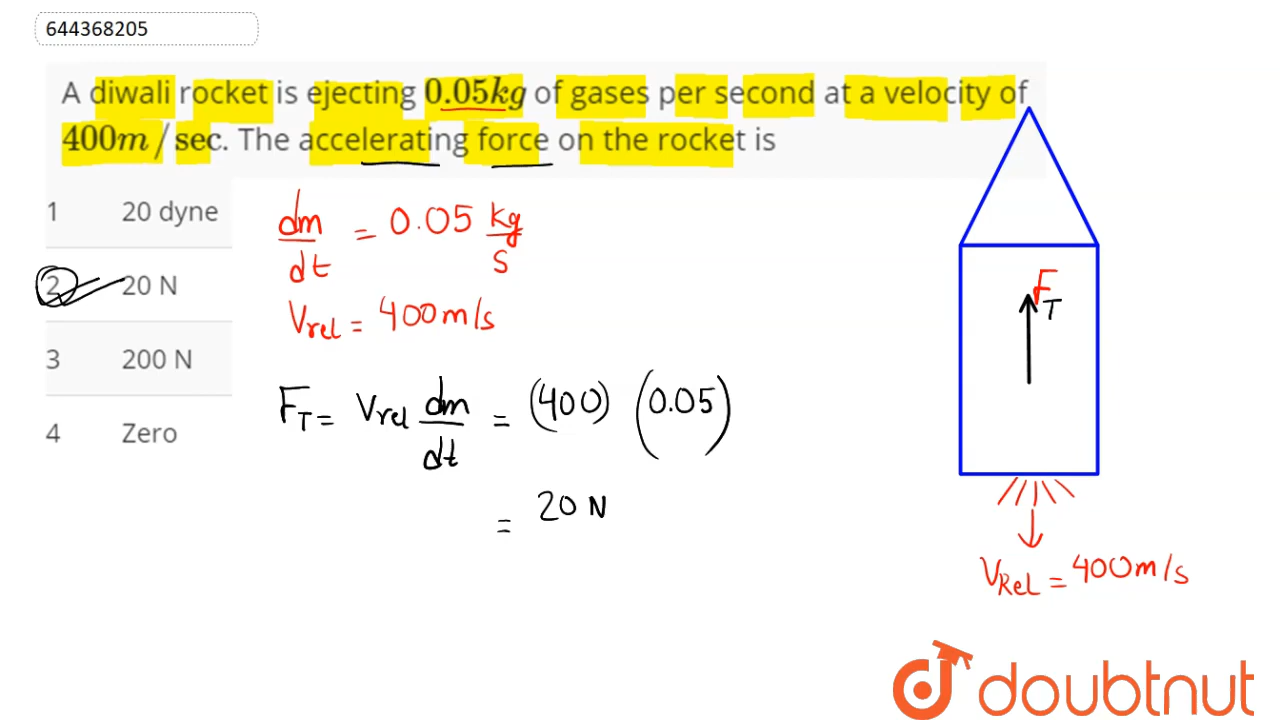 644368205
A diwali rocket is ejecting 0.05kg of gases per second at a velocity of
400m/sec. The accelerating force on the rocket is
1 20 dyne
2 20 N
3 200 N
4 Zero
dm/dt = 0.05 kg/s
Vrel = 400m/s
FT = Vrel dm/dt = (400) (0.05)
= 20 N
FT
VRel = 400m/s
doubtnut